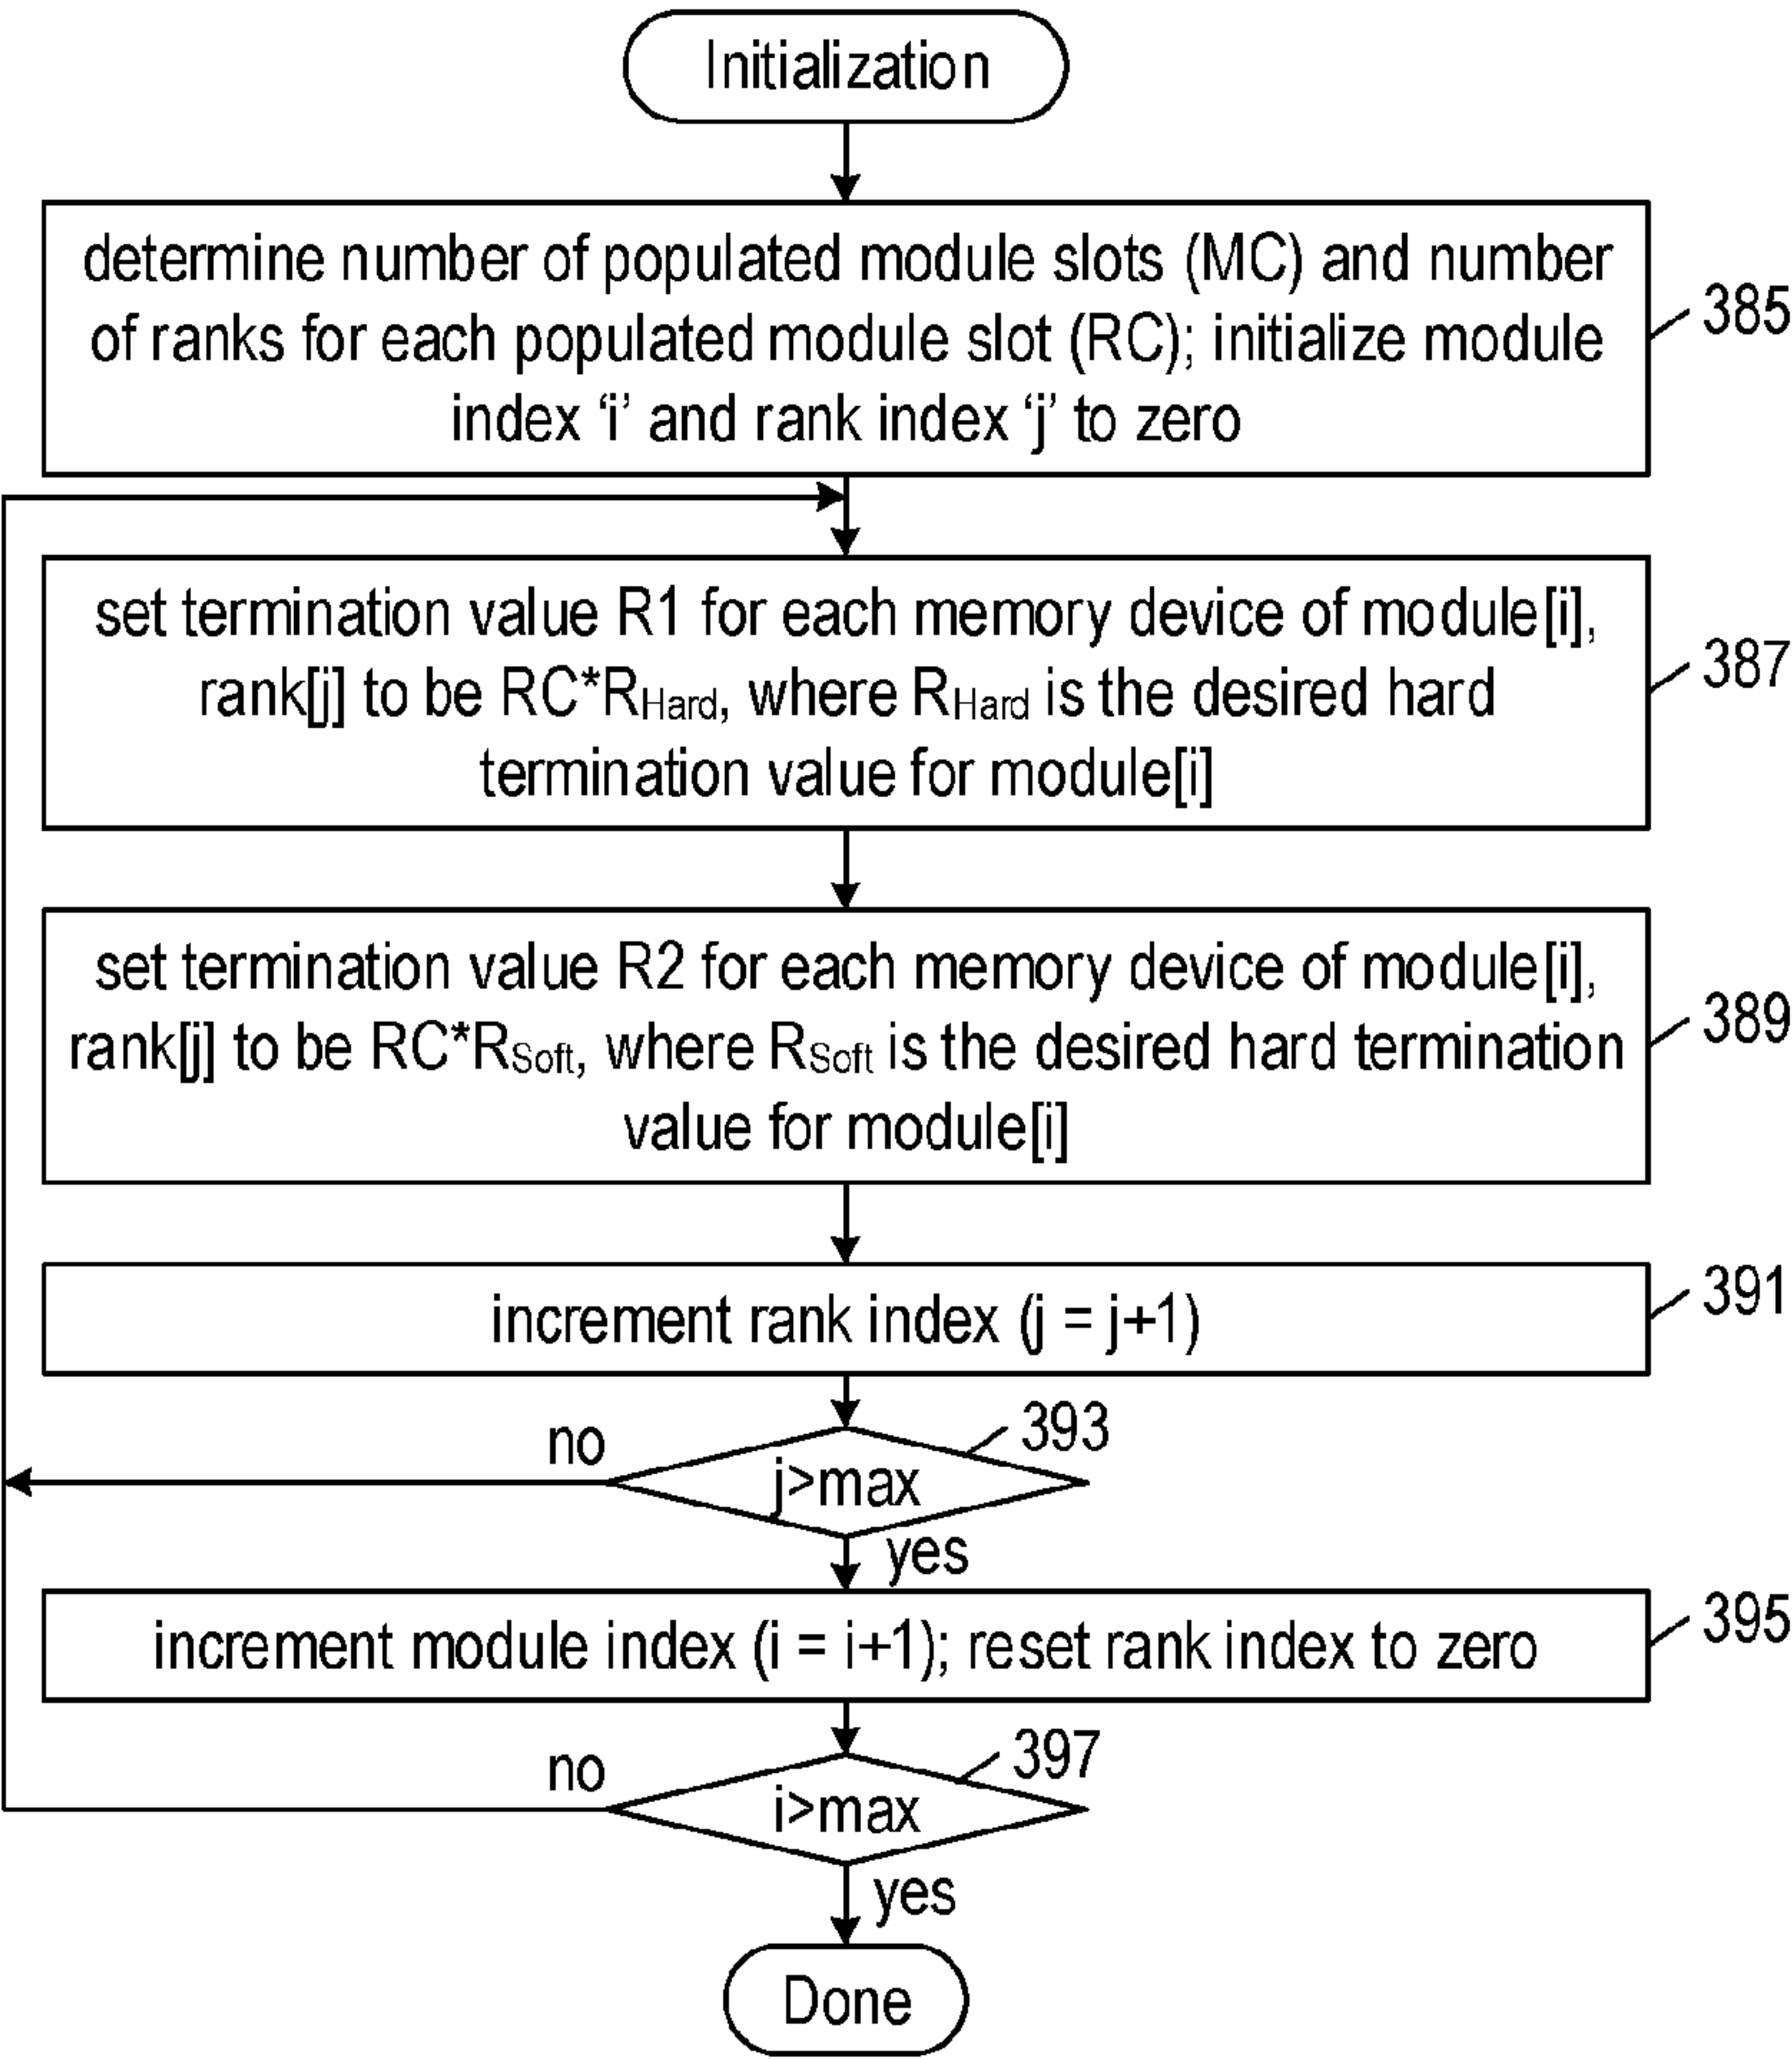 Initialization
determine number of populated module slots (MC) and number
of ranks for each populated module slot (RC); initialize module
index ‘i’ and rank index ‘j’ to zero
385
set termination value R1 for each memory device of module[i],
rank[j] to be RC*RHard, where RHard is the desired hard
termination value for module[i]
387
set termination value R2 for each memory device of module[i],
rank[j] to be RC*RSoft, where RSoft is the desired hard termination
value for module[i]
389
increment rank index (j = j+1)
391
393
no
j>max
yes
increment module index (i = i+1); reset rank index to zero
395
397
no
i>max
yes
Done